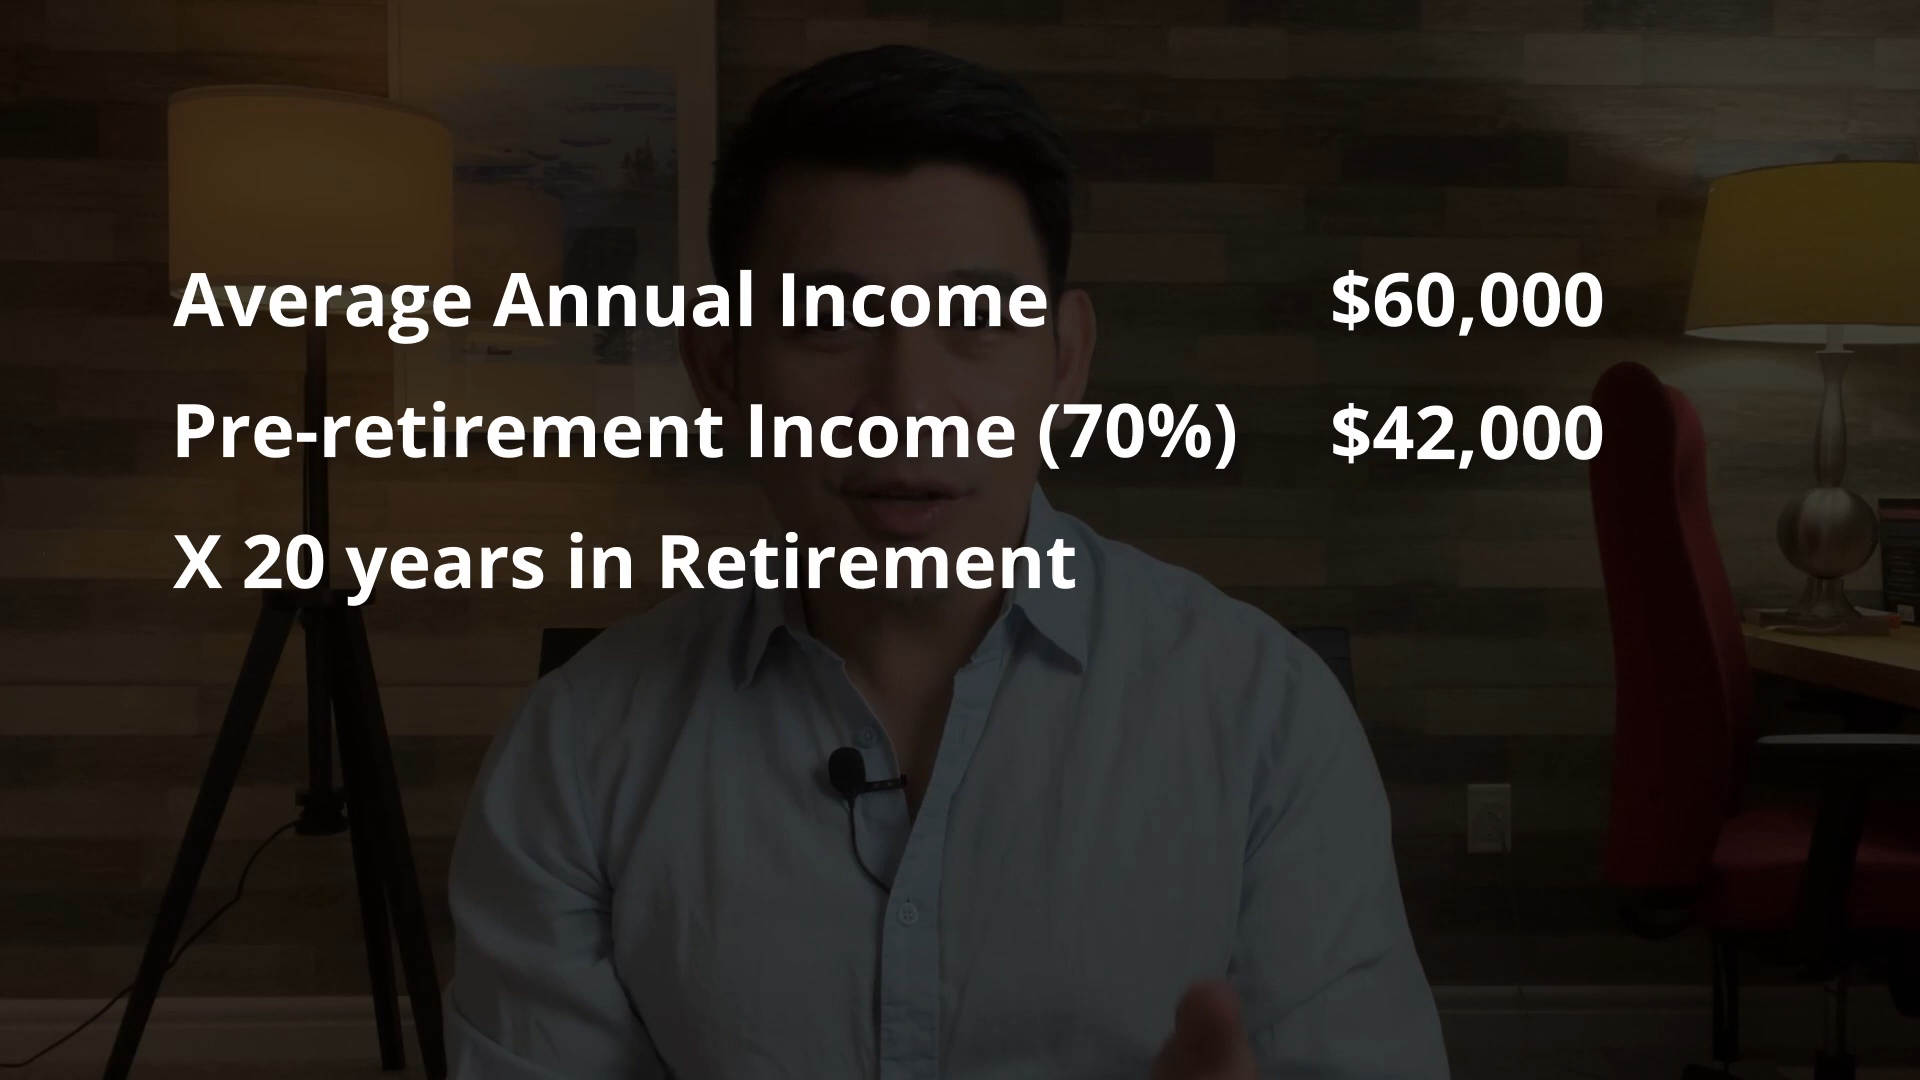 Average Annual Income $60,000
Pre-retirement Income (70%) $42,000
X 20 years in Retirement